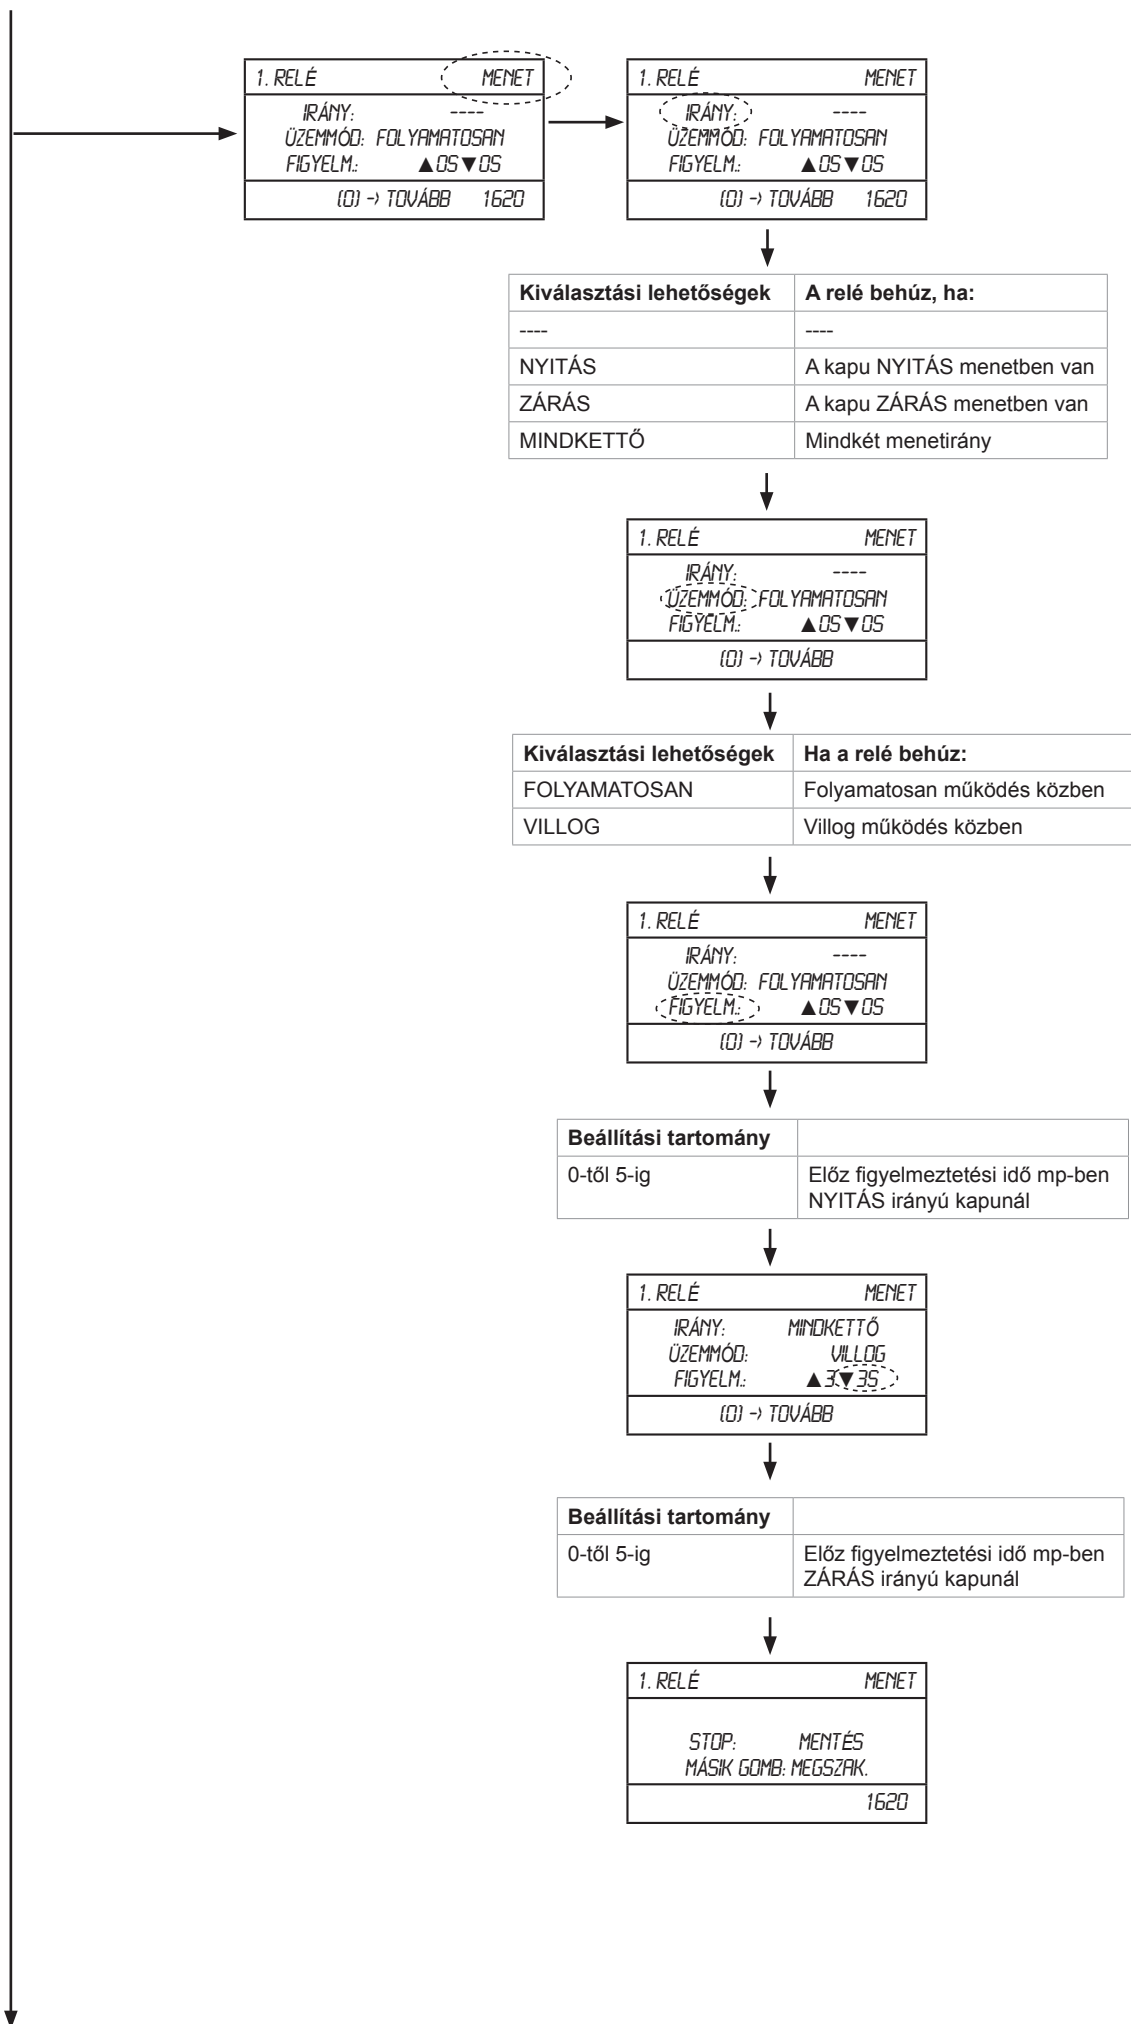 1. RELÉ MENET
IRÁNY: ----
ÜZEMMÓD: FOLYAMATOSAN
FIGYELM.: ▲0S▼0S
(0) -> TOVÁBB 1620
1. RELÉ MENET
IRÁNY: ----
ÜZEMMÓD: FOLYAMATOSAN
FIGYELM.: ▲0S▼0S
(0) -> TOVÁBB 1620
Kiválasztási lehetőségek A relé behúz, ha:
---- ----
NYITÁS A kapu NYITÁS menetben van
ZÁRÁS A kapu ZÁRÁS menetben van
MINDKETTŐ Mindkét menetirány
1. RELÉ MENET
IRÁNY: ----
ÜZEMMÓD: FOLYAMATOSAN
FIGYELM.: ▲0S▼0S
(0) -> TOVÁBB
Kiválasztási lehetőségek Ha a relé behúz:
FOLYAMATOSAN Folyamatosan működés közben
VILLOG Villog működés közben
1. RELÉ MENET
IRÁNY: ----
ÜZEMMÓD: FOLYAMATOSAN
FIGYELM.: ▲0S▼0S
(0) -> TOVÁBB
Beállítási tartomány
0-től 5-ig Előz figyelmeztetési idő mp-ben
NYITÁS irányú kapunál
1. RELÉ MENET
IRÁNY: MINDKETTŐ
ÜZEMMÓD: VILLOG
FIGYELM.: ▲3▼3S
(0) -> TOVÁBB
Beállítási tartomány
0-től 5-ig Előz figyelmeztetési idő mp-ben
ZÁRÁS irányú kapunál
1. RELÉ MENET
STOP: MENTÉS
MÁSIK GOMB: MEGSZAK.
1620